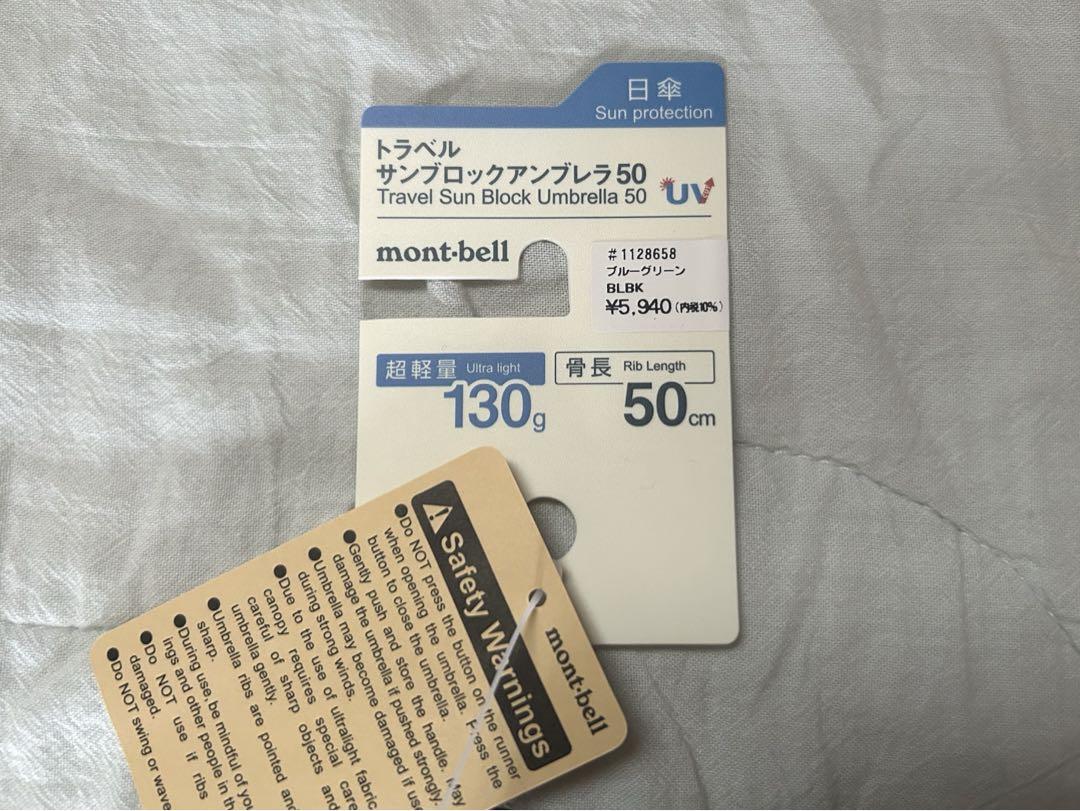 日傘
Sun protection
トラベル
サンブロックアンブレラ50
Travel Sun Block Umbrella 50
UV
mont-bell
#1128658
ブルーグリーン
BLBK
¥5,940(内税10%)
超軽量 Ultra light
130g
骨長 Rib Length
50cm
mont-bell
⚠Safety Warnings
●Do NOT press the button on the runner
when opening the umbrella. Press the
button to close the umbrella.
●Gently push and store the handle. May
damage the umbrella if pushed strongly.
●Umbrella may become damaged if use
during strong winds.
●Due to the use of ultralight fabric,
canopy requires special care
careful of sharp objects and
umbrella gently.
●Umbrella ribs are pointed and
sharp.
●During use, be mindful of you
ings and other people in th
●Do NOT use if ribs
damaged.
●Do NOT swing or wave